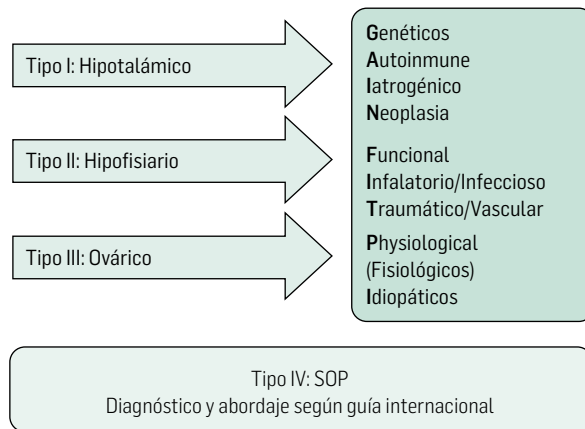 Tipo I: Hipotalámico
Tipo II: Hipofisiario
Tipo III: Ovárico
Genéticos
Autoinmune
Iatrogénico
Neoplasia
Funcional
Infalatorio/Infeccioso
Traumático/Vascular
Physiological
(Fisiológicos)
Idiopáticos
Tipo IV: SOP
Diagnóstico y abordaje según guía internacional